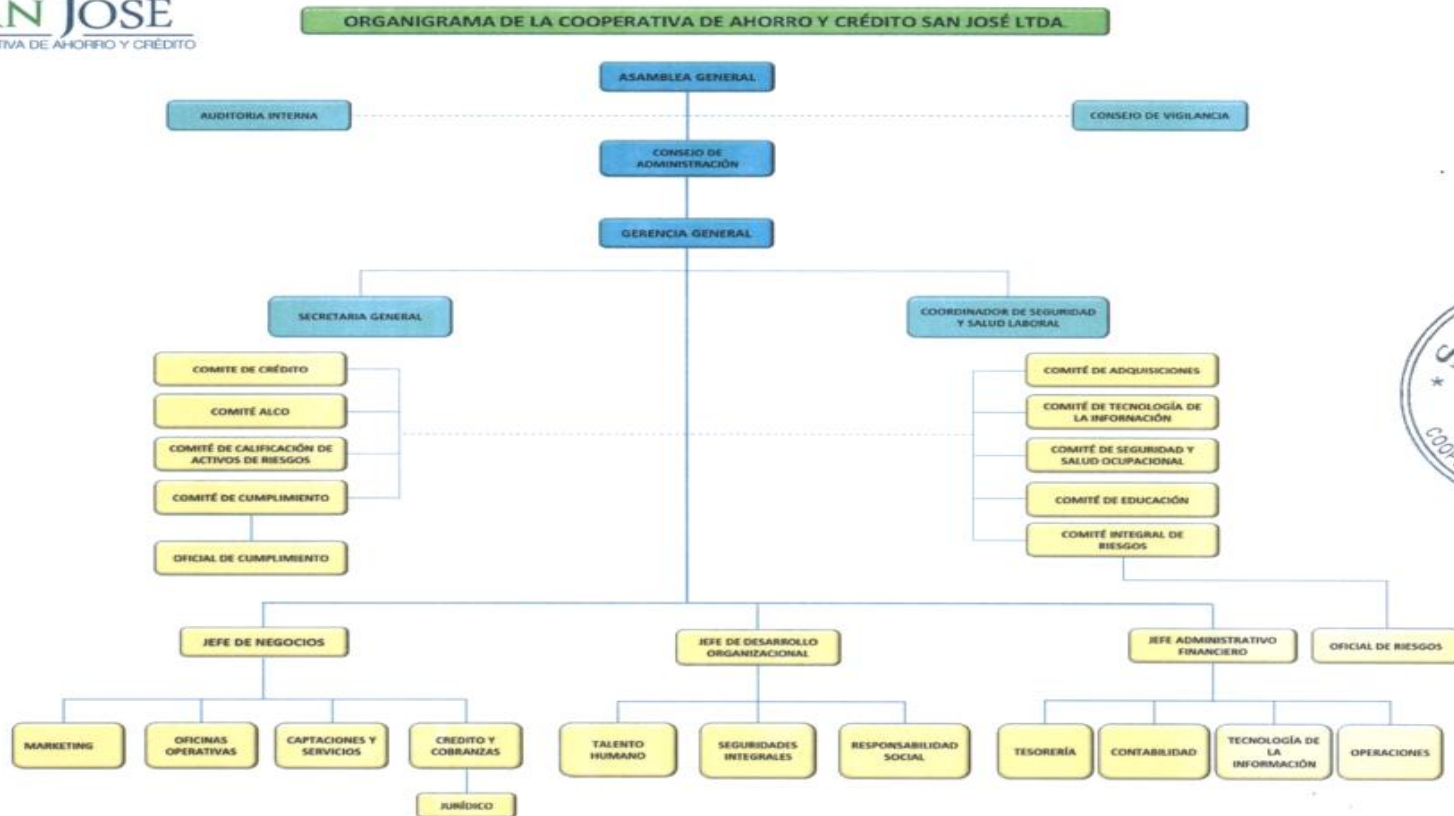 AN JOSÉ
TIVA DE AHORRO Y CRÉDITO
ORGANIGRAMA DE LA COOPERATIVA DE AHORRO Y CRÉDITO SAN JOSÉ LTDA.
ASAMBLEA GENERAL
AUDITORIA INTERNA
CONSEJO DE VIGILANCIA
CONSEJO DE
ADMINISTRACIÓN
GERENCIA GENERAL
SECRETARIA GENERAL
COORDINADOR DE SEGURIDAD
Y SALUD LABORAL
COMITE DE CRÉDITO
COMITÉ ALCO
COMITÉ DE CALIFICACIÓN DE
ACTIVOS DE RIESGOS
COMITÉ DE CUMPLIMIENTO
OFICIAL DE CUMPLIMIENTO
COMITÉ DE ADQUISICIONES
COMITÉ DE TECNOLOGÍA DE
LA INFORNACIÓN
COMITÉ DE SEGURIDAD Y
SALUD OCUPACIONAL
COMITÉ DE EDUCACIÓN
COMITÉ INTEGRAL DE
RIESGOS
JEFE DE NEGOCIOS
JEFE DE DESARROLLO
ORGANIZACIONAL
JEFE ADMINISTRATIVO
FINANCIERO
OFICIAL DE RIESGOS
MARKETING
OFICINAS
OPERATIVAS
CAPTACIONES Y
SERVICIOS
CREDITO Y
COBRANZAS
JURÍDICO
TALENTO
HUMANO
SEGURIDADES
INTEGRALES
RESPONSABILIDAD
SOCIAL
TESORERÍA
CONTABILIDAD
TECNOLOGÍA DE
LA
INFORMACIÓN
OPERACIONES